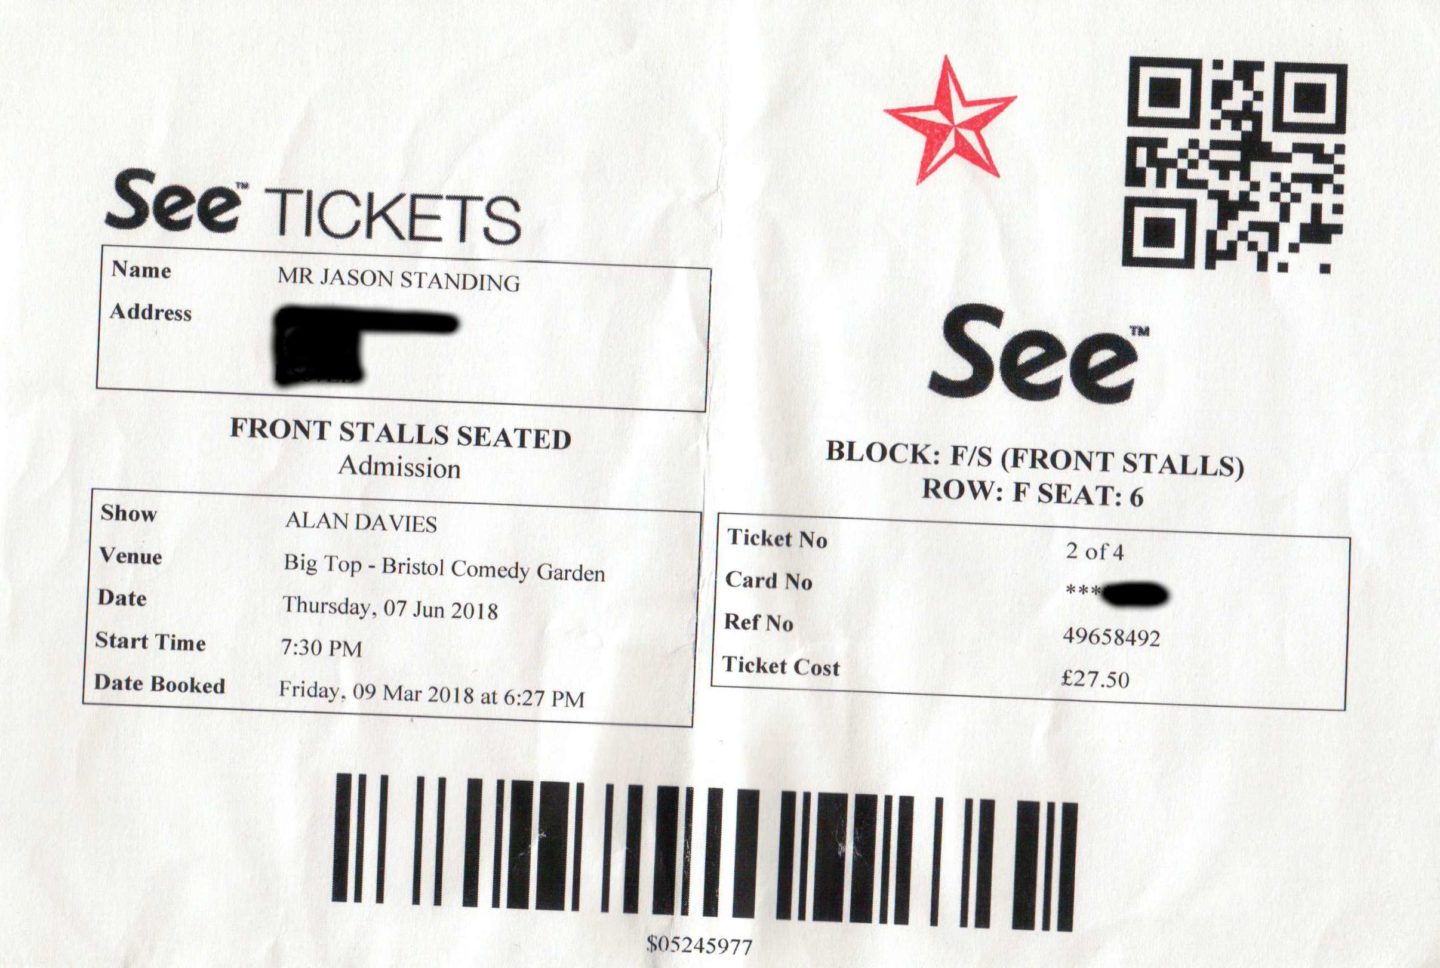 See™ TICKETS
Name MR JASON STANDING
Address
FRONT STALLS SEATED
Admission
Show ALAN DAVIES
Venue Big Top - Bristol Comedy Garden
Date Thursday, 07 Jun 2018
Start Time 7:30 PM
Date Booked Friday, 09 Mar 2018 at 6:27 PM
See™
BLOCK: F/S (FRONT STALLS)
ROW: F SEAT: 6
Ticket No 2 of 4
Card No ***
Ref No 49658492
Ticket Cost £27.50
$05245977